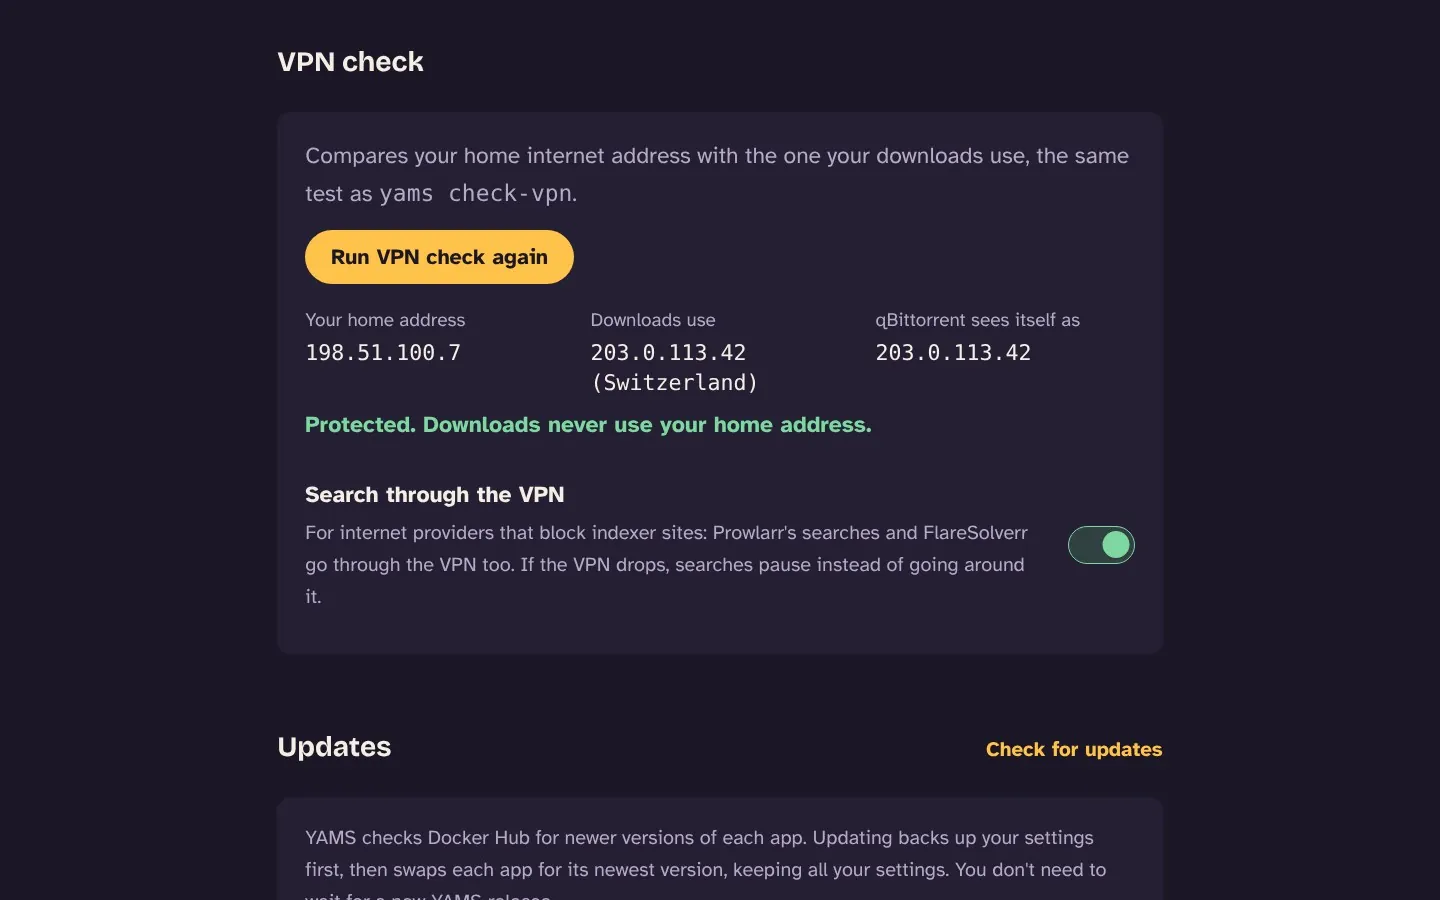 VPN check
Compares your home internet address with the one your downloads use, the same
test as yams check-vpn.
Run VPN check again
Your home address
198.51.100.7
Downloads use
203.0.113.42
(Switzerland)
qBittorrent sees itself as
203.0.113.42
Protected. Downloads never use your home address.
Search through the VPN
For internet providers that block indexer sites: Prowlarr's searches and FlareSolverr
go through the VPN too. If the VPN drops, searches pause instead of going around
it.
Updates
Check for updates
YAMS checks Docker Hub for newer versions of each app. Updating backs up your settings
first, then swaps each app for its newest version, keeping all your settings. You don't need to
wait for a new YAMS release.